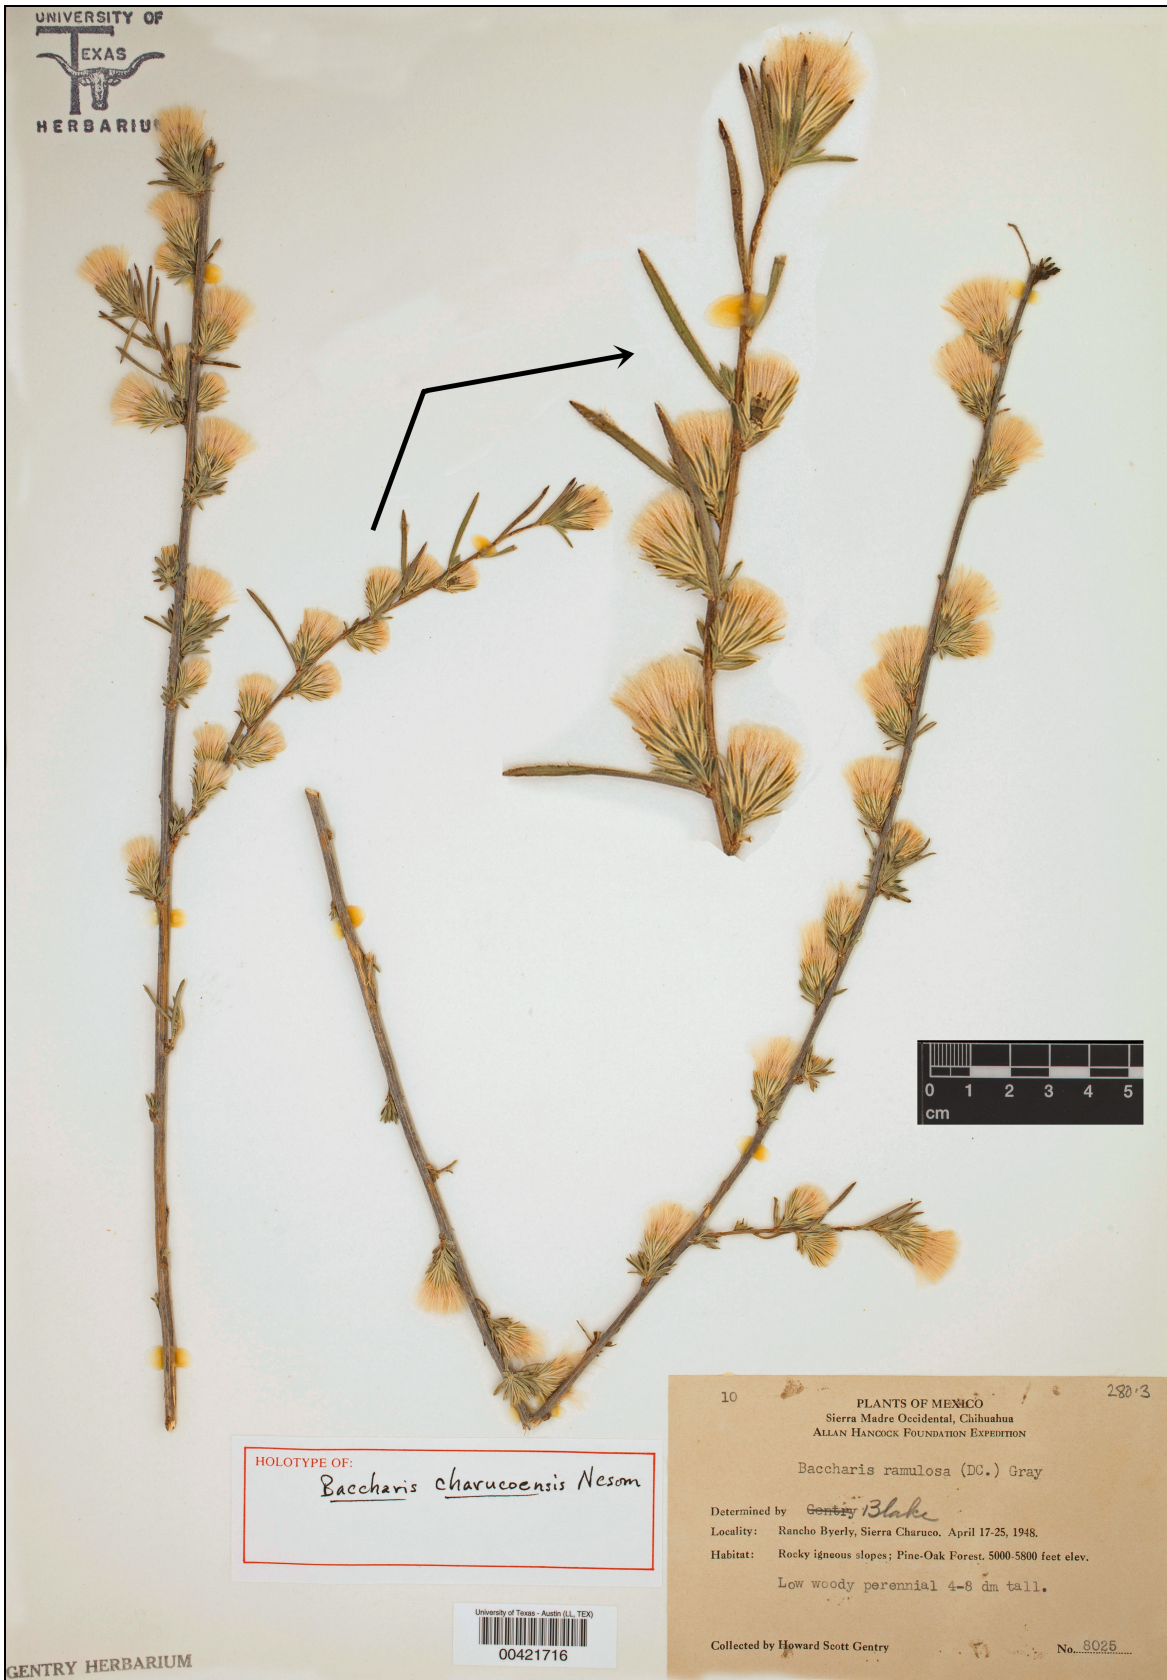 UNIVERSITY OF
TEXAS
HERBARIUM
0 1 2 3 4 5
cm
10
280·3
PLANTS OF MEXICO
Sierra Madre Occidental, Chihuahua
ALLAN HANCOCK FOUNDATION EXPEDITION
Baccharis ramulosa (DC.) Gray
Determined by Gentry Blake
Locality: Rancho Byerly, Sierra Charuco. April 17-25, 1948.
Habitat: Rocky igneous slopes; Pine-Oak Forest. 5000-5800 feet elev.
Low woody perennial 4-8 dm tall.
Collected by Howard Scott Gentry No. 8025
HOLOTYPE OF:
Baccharis charucoensis Nesom
University of Texas - Austin (LL, TEX)
00421716
GENTRY HERBARIUM